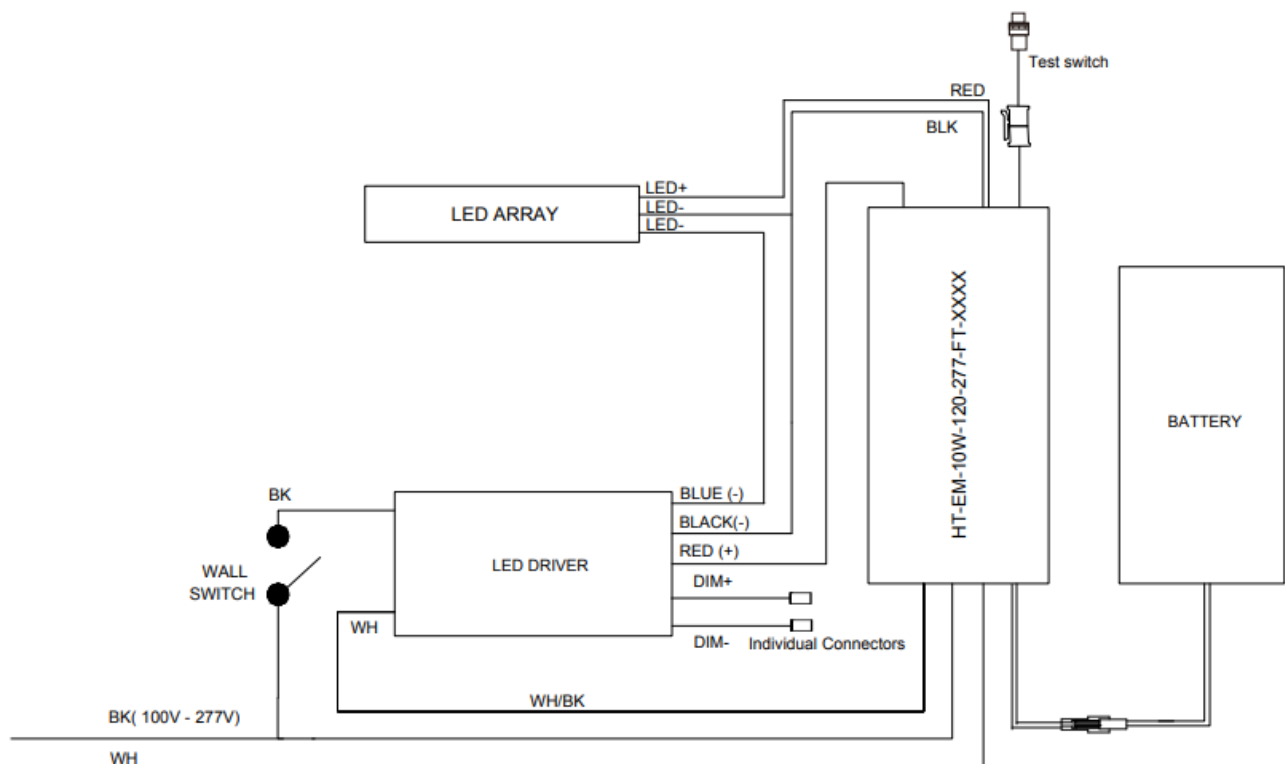 Test switch
RED
BLK
LED+
LED-
LED-
LED ARRAY
HT-EM-10W-120-277-FT-XXXX
BATTERY
BK
BLUE (-)
BLACK(-)
RED (+)
LED DRIVER
WALL
SWITCH
DIM+
WH
DIM-
Individual Connectors
WH/BK
BK( 100V - 277V)
WH